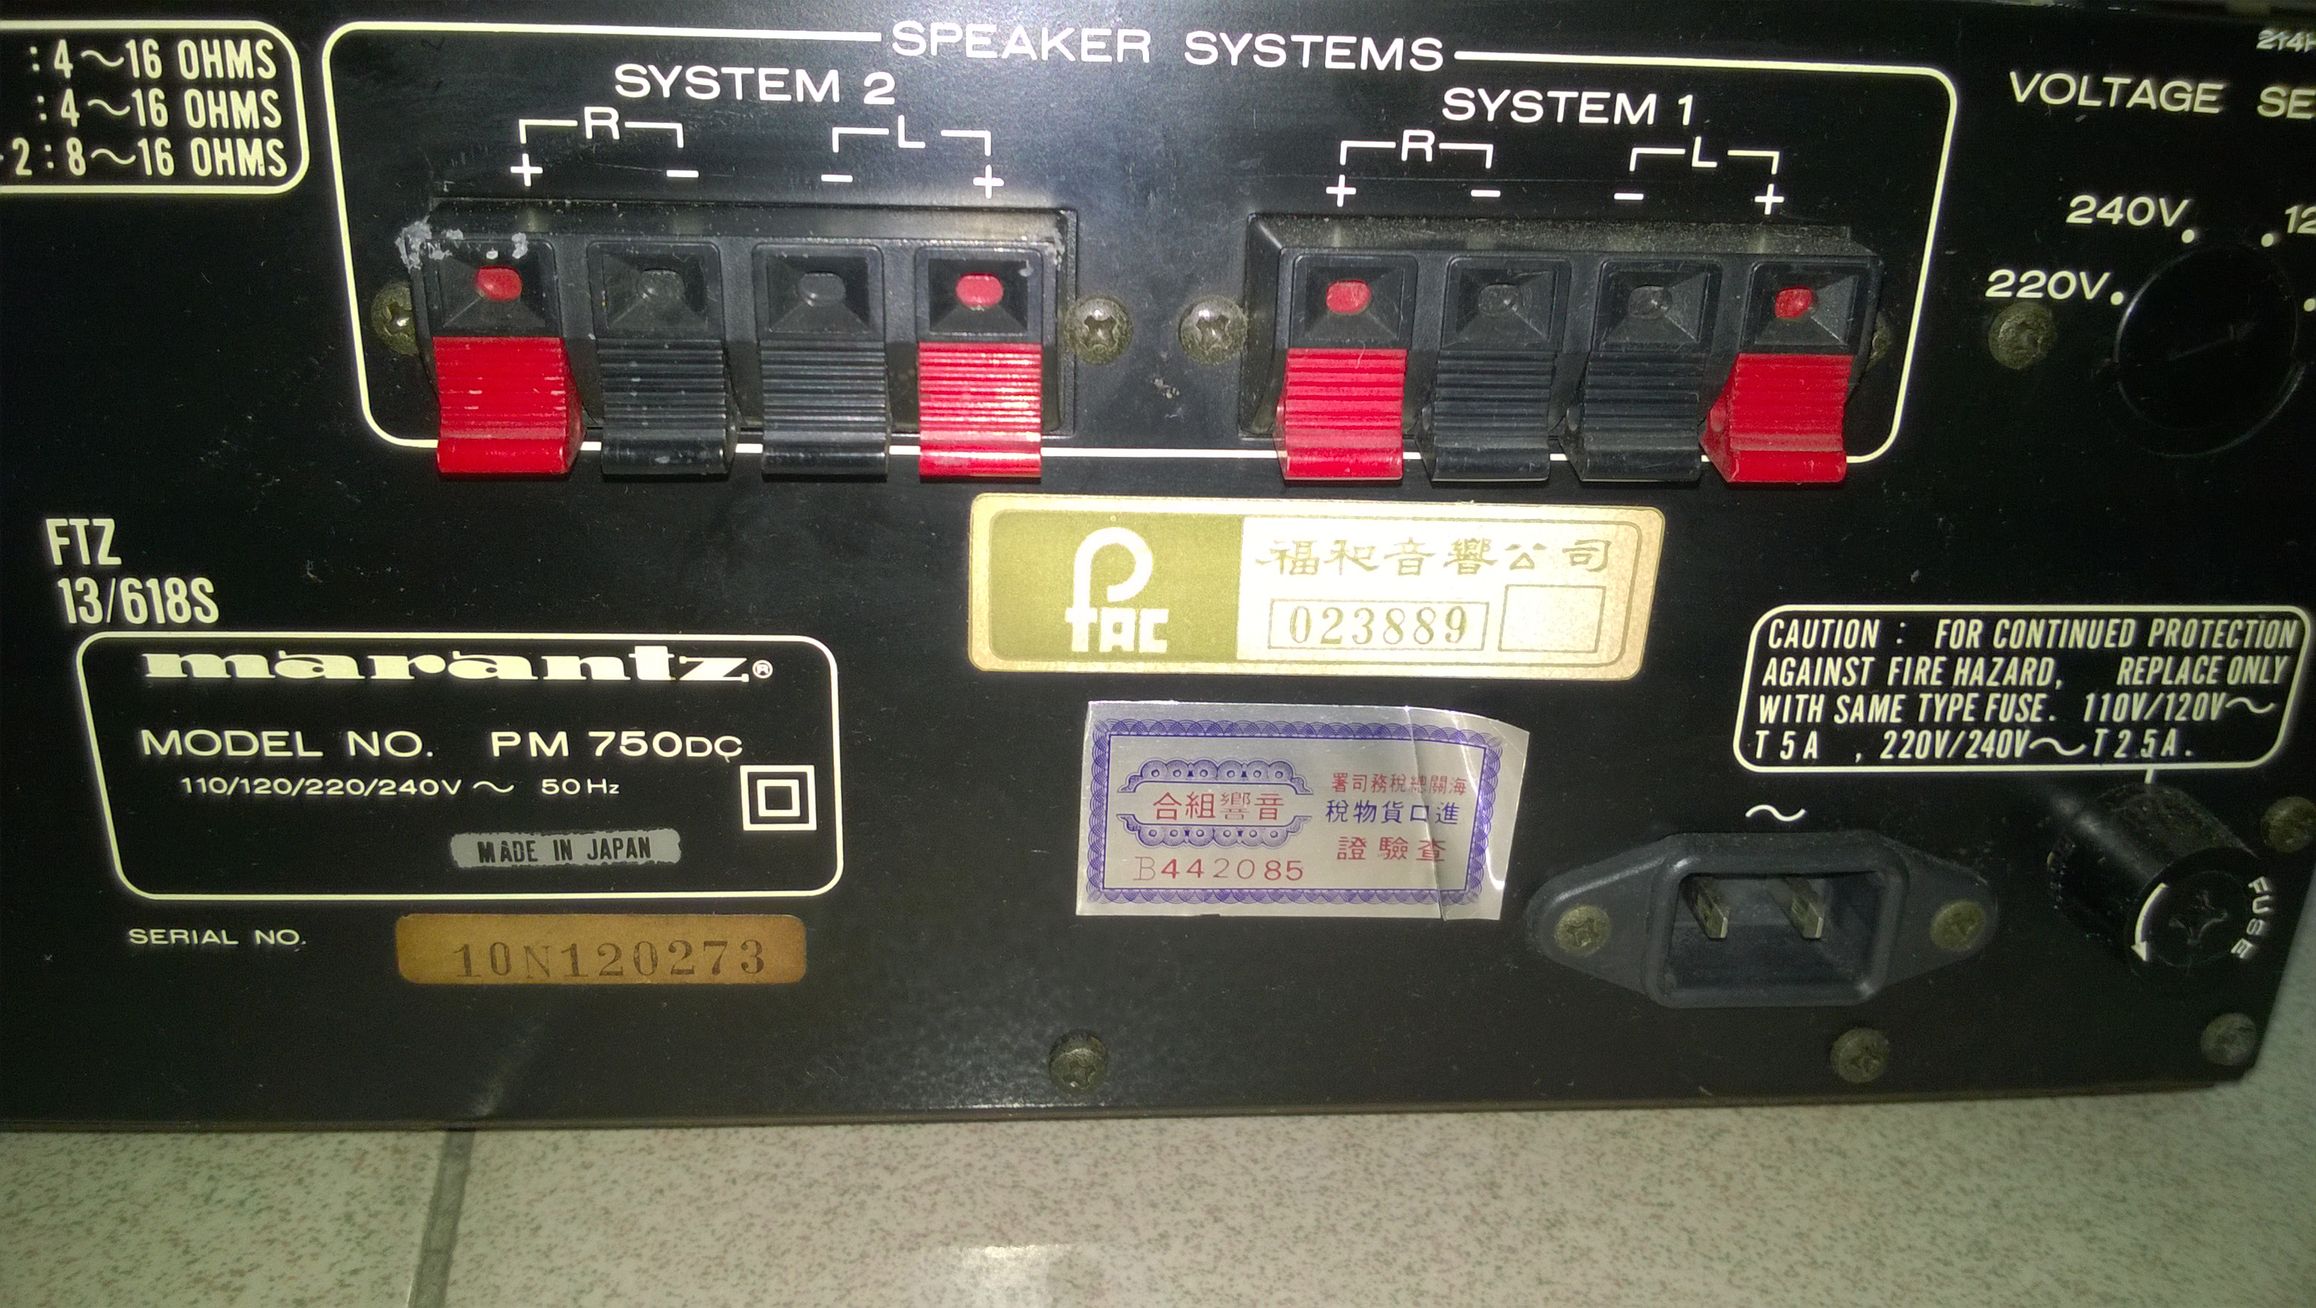 : 4～16 OHMS
: 4～16 OHMS
2 : 8～16 OHMS
SPEAKER SYSTEMS
SYSTEM 2
R L
+ − − +
SYSTEM 1
R L
+ − − +
VOLTAGE SE
240V.
220V.
FTZ
13/618S
marantz®
MODEL NO. PM 750DC
110/120/220/240V ～ 50Hz
MADE IN JAPAN
SERIAL NO.
10N120273
PTAC
福和音響公司
023889
音響組合
B442085
海關總稅務司署
進口貨物稅
查驗證
CAUTION : FOR CONTINUED PROTECTION
AGAINST FIRE HAZARD, REPLACE ONLY
WITH SAME TYPE FUSE. 110V/120V～
T 5 A , 220V/240V～T 2.5 A.
～
FUSE